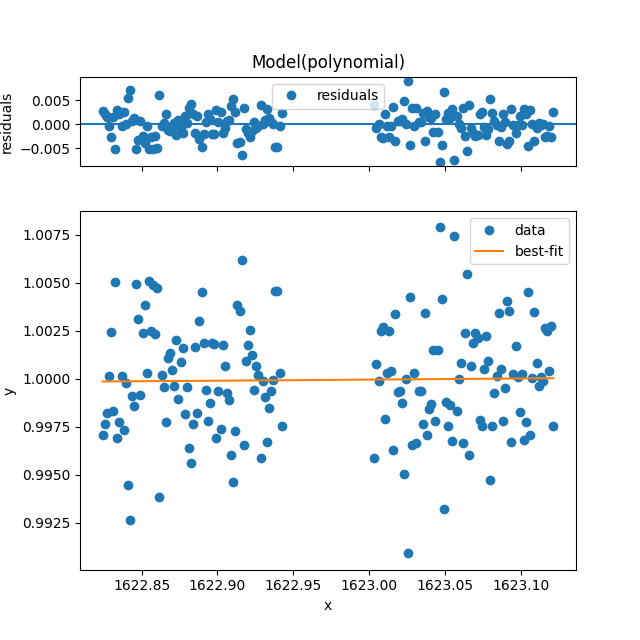 Model(polynomial)
residuals
0.005
0.000
−0.005
residuals
data
best-fit
1.0075
1.0050
1.0025
1.0000
0.9975
0.9950
0.9925
y
1622.85 1622.90 1622.95 1623.00 1623.05 1623.10
x